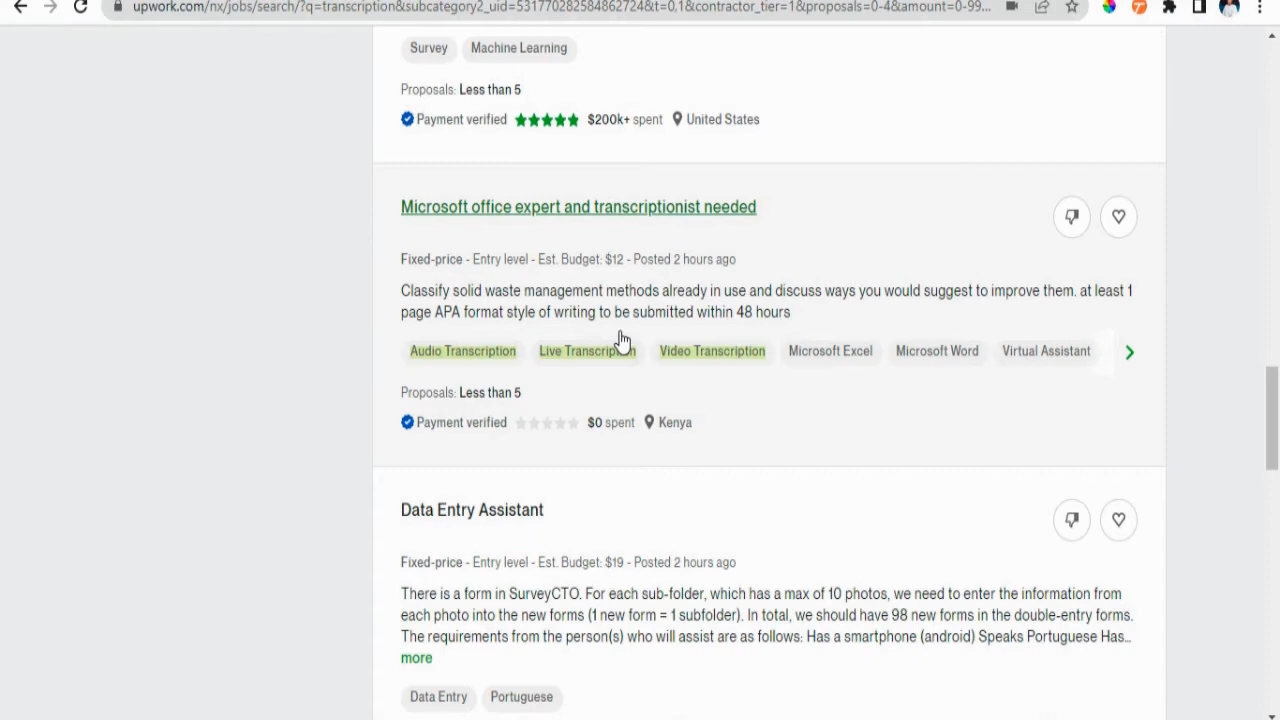 upwork.com/nx/jobs/search/?q=transcription&subcategory2_uid=531770282584862724&t=0,1&contractor_tier=1&proposals=0-4&amount=0-99...
Survey Machine Learning
Proposals: Less than 5
Payment verified $200k+ spent United States
Microsoft office expert and transcriptionist needed
Fixed-price - Entry level - Est. Budget: $12 - Posted 2 hours ago
Classify solid waste management methods already in use and discuss ways you would suggest to improve them. at least 1
page APA format style of writing to be submitted within 48 hours
Audio Transcription Live Transcription Video Transcription Microsoft Excel Microsoft Word Virtual Assistant
Proposals: Less than 5
Payment verified $0 spent Kenya
Data Entry Assistant
Fixed-price - Entry level - Est. Budget: $19 - Posted 2 hours ago
There is a form in SurveyCTO. For each sub-folder, which has a max of 10 photos, we need to enter the information from
each photo into the new forms (1 new form = 1 subfolder). In total, we should have 98 new forms in the double-entry forms.
The requirements from the person(s) who will assist are as follows: Has a smartphone (android) Speaks Portuguese Has...
more
Data Entry Portuguese